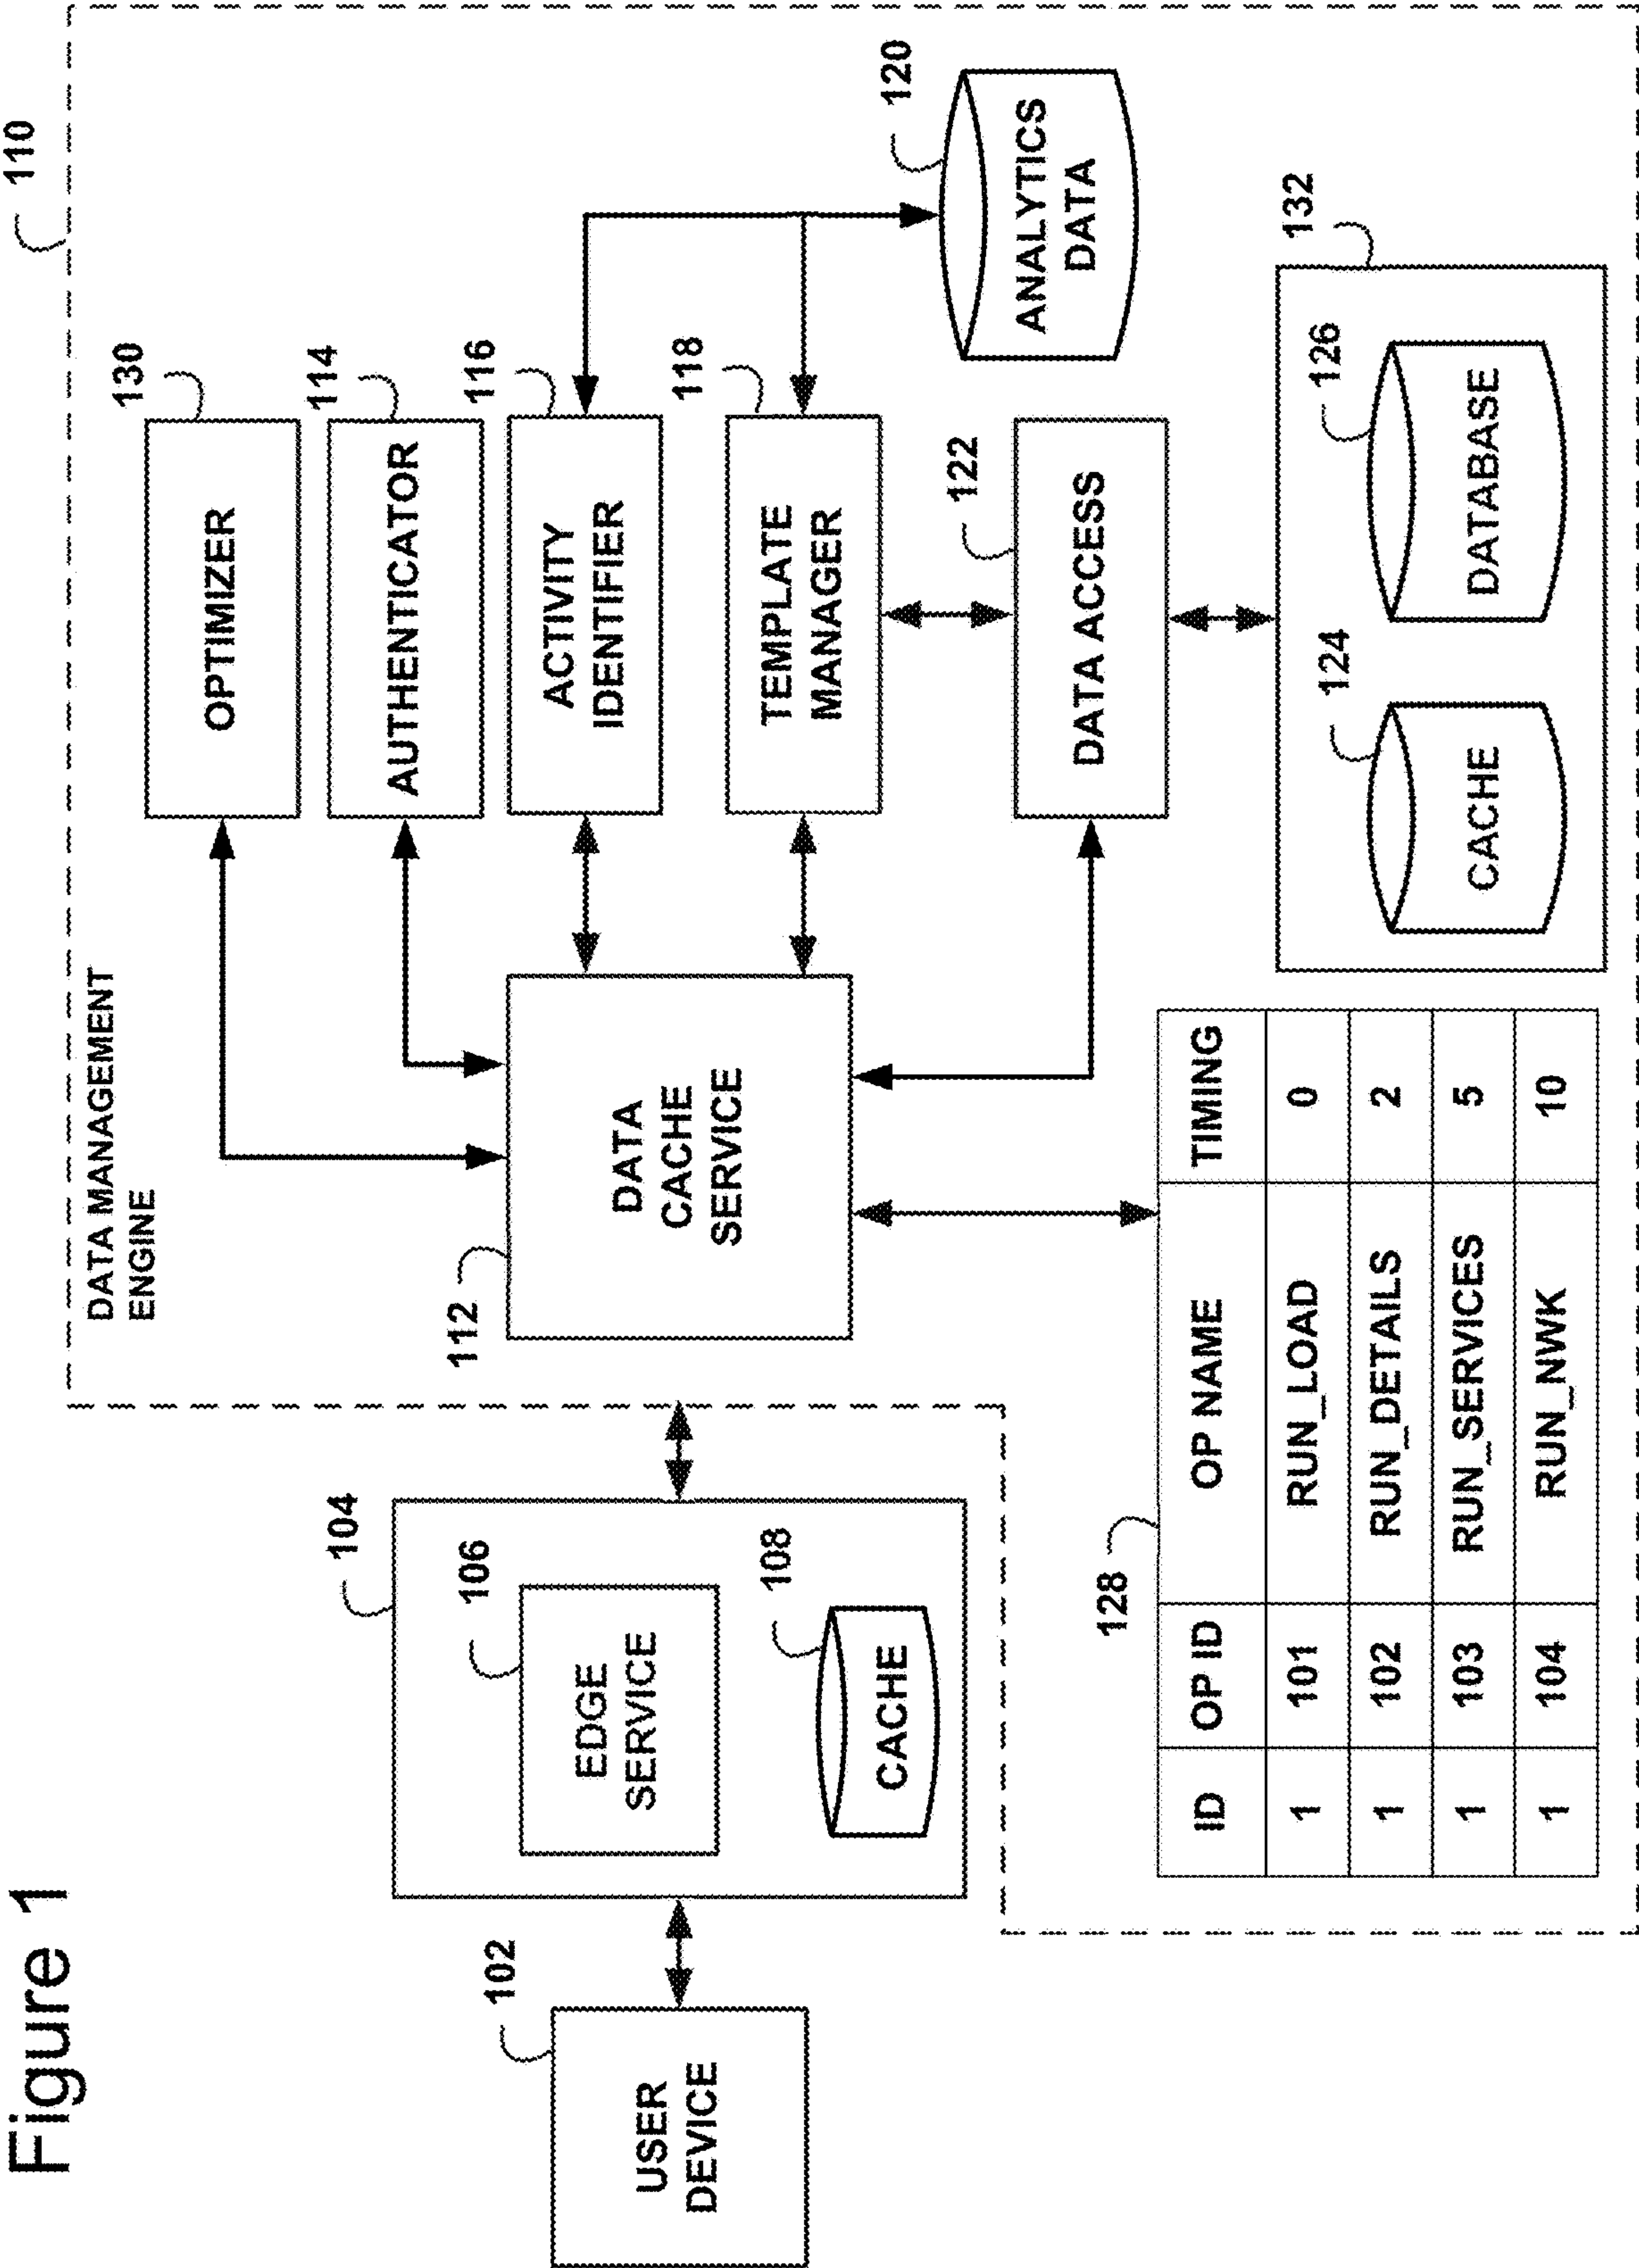 Figure 1
110
DATA MANAGEMENT
ENGINE
130
OPTIMIZER
114
AUTHENTICATOR
104
106
EDGE
SERVICE
108
CACHE
102
USER
DEVICE
112
DATA
CACHE
SERVICE
116
ACTIVITY
IDENTIFIER
118
TEMPLATE
MANAGER
120
ANALYTICS
DATA
122
DATA ACCESS
128
ID OP ID OP NAME TIMING
1 101 RUN_LOAD 0
1 102 RUN_DETAILS 2
1 103 RUN_SERVICES 5
1 104 RUN_NWK 10
132
124
CACHE
126
DATABASE